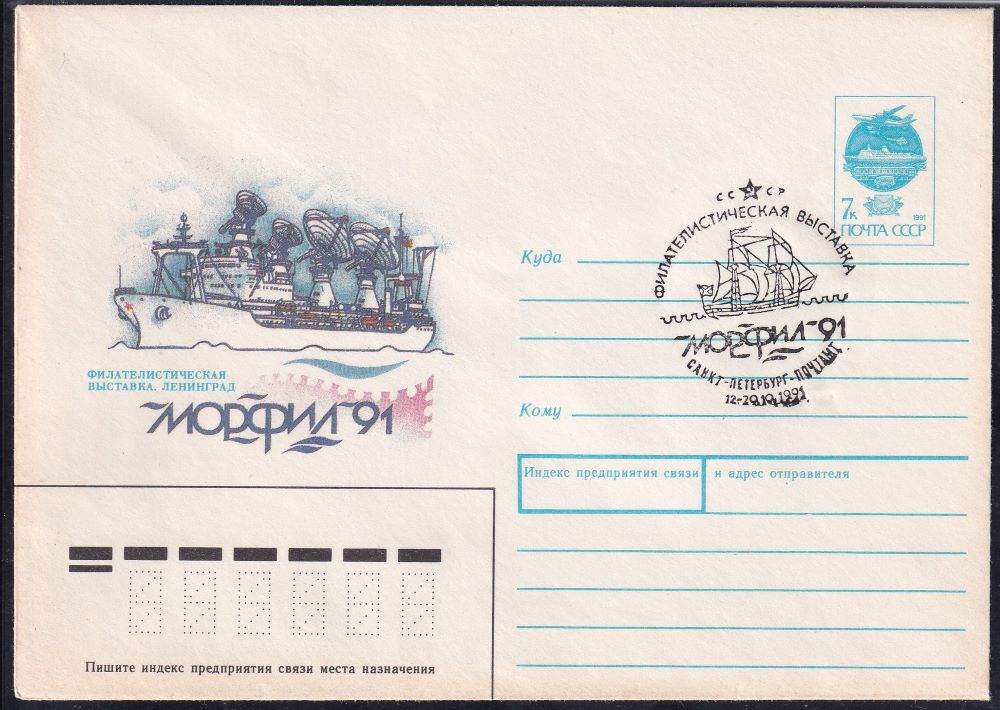 7к
1991
ПОЧТА СССР
СССР
ФИЛАТЕЛИСТИЧЕСКАЯ ВЫСТАВКА
МОРФИЛ 91
САНКТ-ПЕТЕРБУРГ-ПОЧТАМТ
12-20.10.1991
ФИЛАТЕЛИСТИЧЕСКАЯ
ВЫСТАВКА. ЛЕНИНГРАД
МОРФИЛ 91
Куда
Кому
Индекс предприятия связи и адрес отправителя
Пишите индекс предприятия связи места назначения